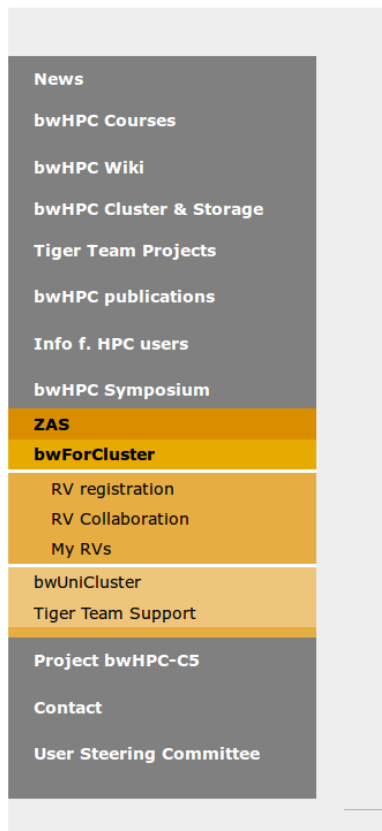 News
bwHPC Courses
bwHPC Wiki
bwHPC Cluster & Storage
Tiger Team Projects
bwHPC publications
Info f. HPC users
bwHPC Symposium
ZAS
bwForCluster
RV registration
RV Collaboration
My RVs
bwUniCluster
Tiger Team Support
Project bwHPC-C5
Contact
User Steering Committee